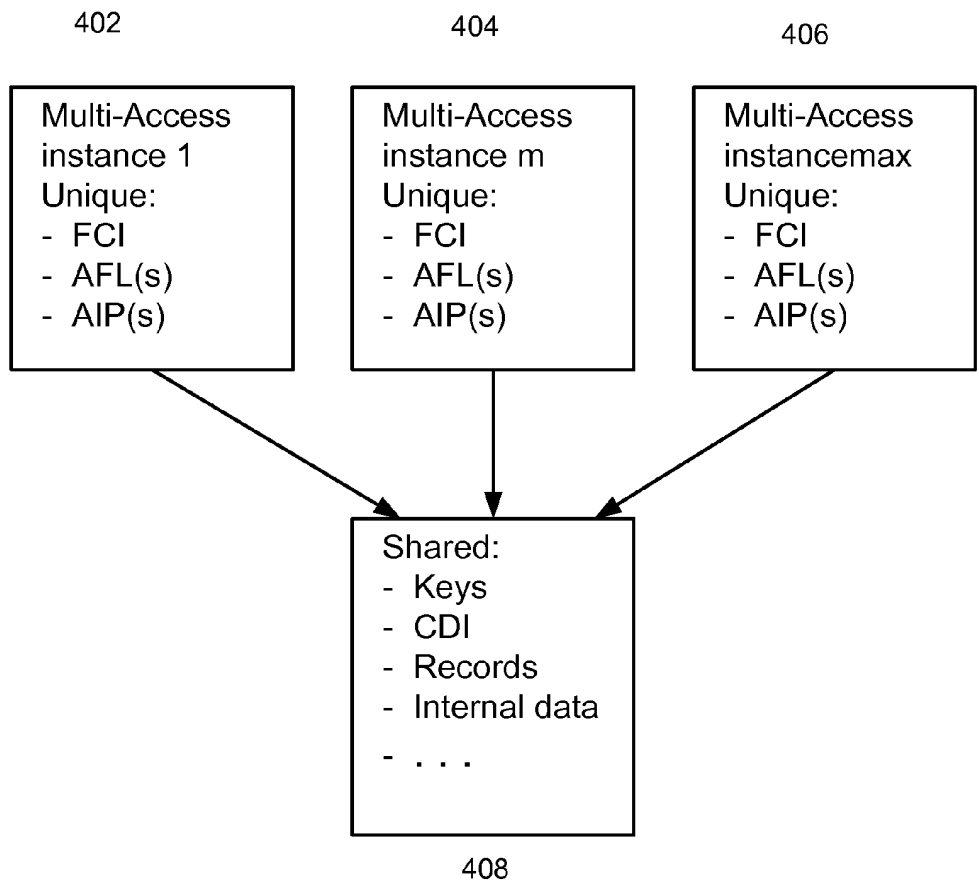 402
404
406
Multi-Access
instance 1
Unique:
- FCI
- AFL(s)
- AIP(s)
Multi-Access
instance m
Unique:
- FCI
- AFL(s)
- AIP(s)
Multi-Access
instancemax
Unique:
- FCI
- AFL(s)
- AIP(s)
Shared:
- Keys
- CDI
- Records
- Internal data
- . . .
408